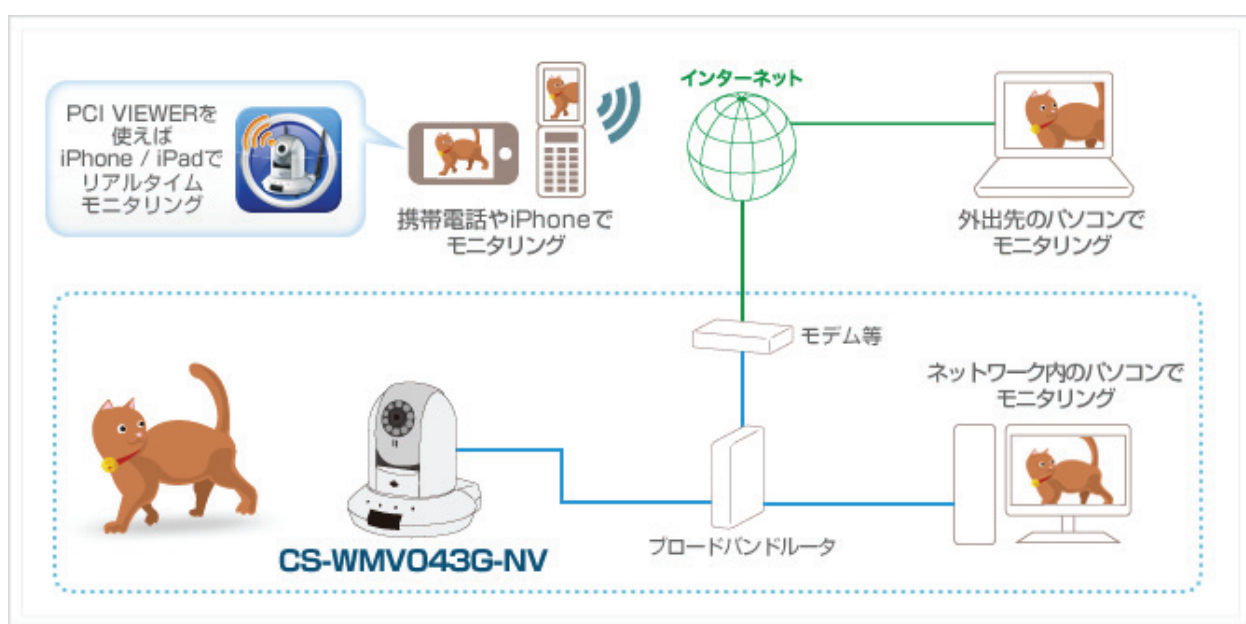 PCI VIEWERを
使えば
iPhone / iPadで
リアルタイム
モニタリング
携帯電話やiPhoneで
モニタリング
インターネット
外出先のパソコンで
モニタリング
モデム等
ネットワーク内のパソコンで
モニタリング
ブロードバンドルータ
CS-WMV043G-NV